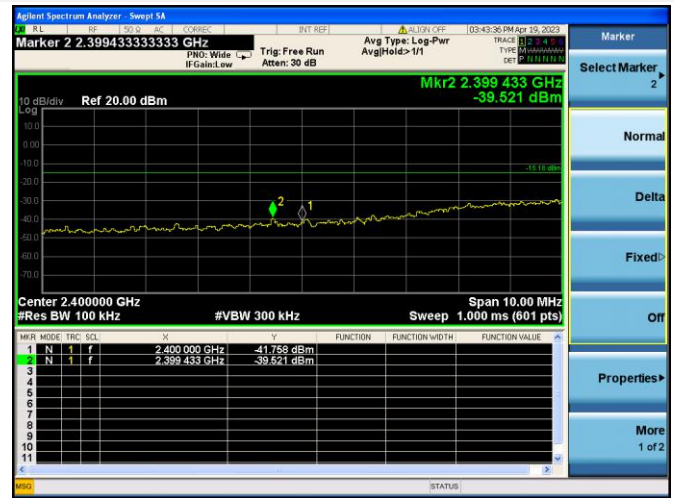 Agilent Spectrum Analyzer - Swept SA
RL RF 50 Ω AC CORREC INT REF ALIGN OFF 03:43:36 PM Apr 19, 2023
Marker 2 2.399433333333 GHz
PNO: Wide
IFGain:Low
Trig: Free Run
Atten: 30 dB
Avg Type: Log-Pwr
Avg|Hold>1/1
TRACE 1 2 3 4 5 6
TYPE M
DET P N N N N N
Mkr2 2.399 433 GHz
-39.521 dBm
10 dB/div Ref 20.00 dBm
Log
10.0
0.00
-10.0
-15.16 dBm
-20.0
-30.0
2
1
-40.0
-50.0
-60.0
-70.0
Center 2.400000 GHz Span 10.00 MHz
#Res BW 100 kHz #VBW 300 kHz Sweep 1.000 ms (601 pts)
MKR MODE TRC SCL X Y FUNCTION FUNCTION WIDTH FUNCTION VALUE
1 N 1 f 2.400 000 GHz -41.758 dBm
2 N 1 f 2.399 433 GHz -39.521 dBm
3
4
5
6
7
8
9
10
11
MSG STATUS
Marker
Select Marker
2
Normal
Delta
Fixed
Off
Properties
More
1 of 2